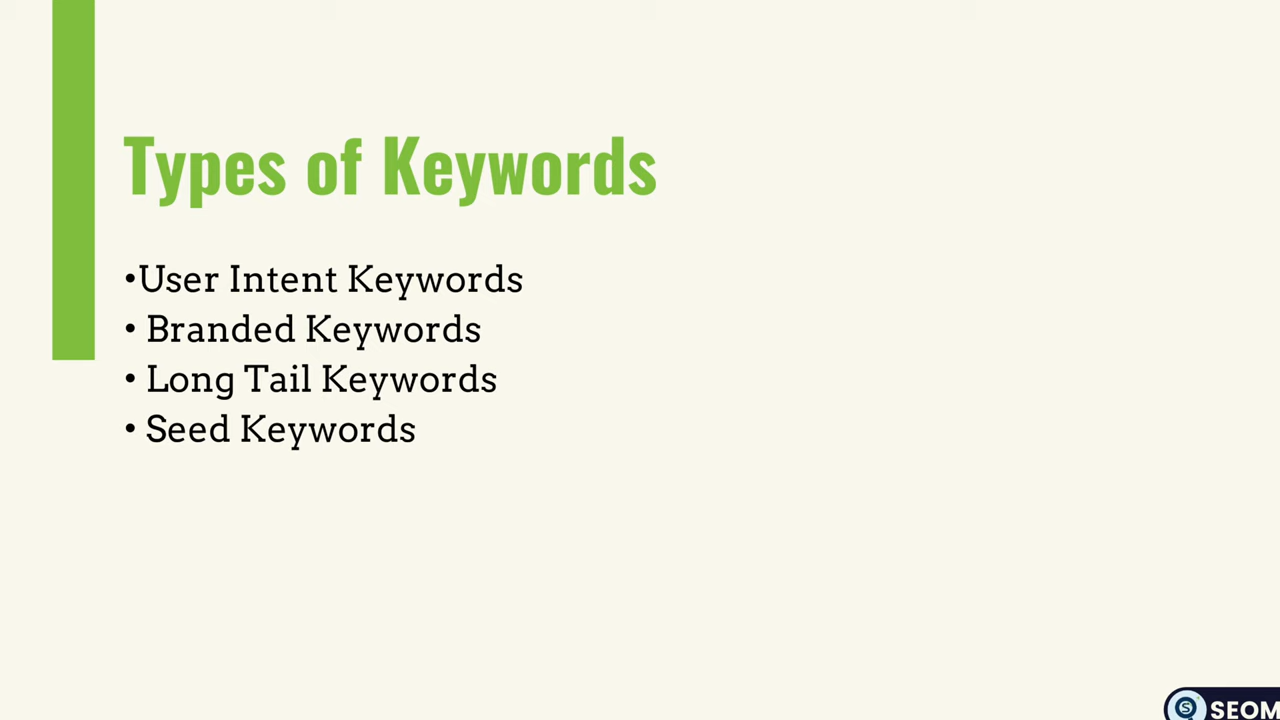 Types of Keywords
•User Intent Keywords
• Branded Keywords
• Long Tail Keywords
• Seed Keywords
S SEOM